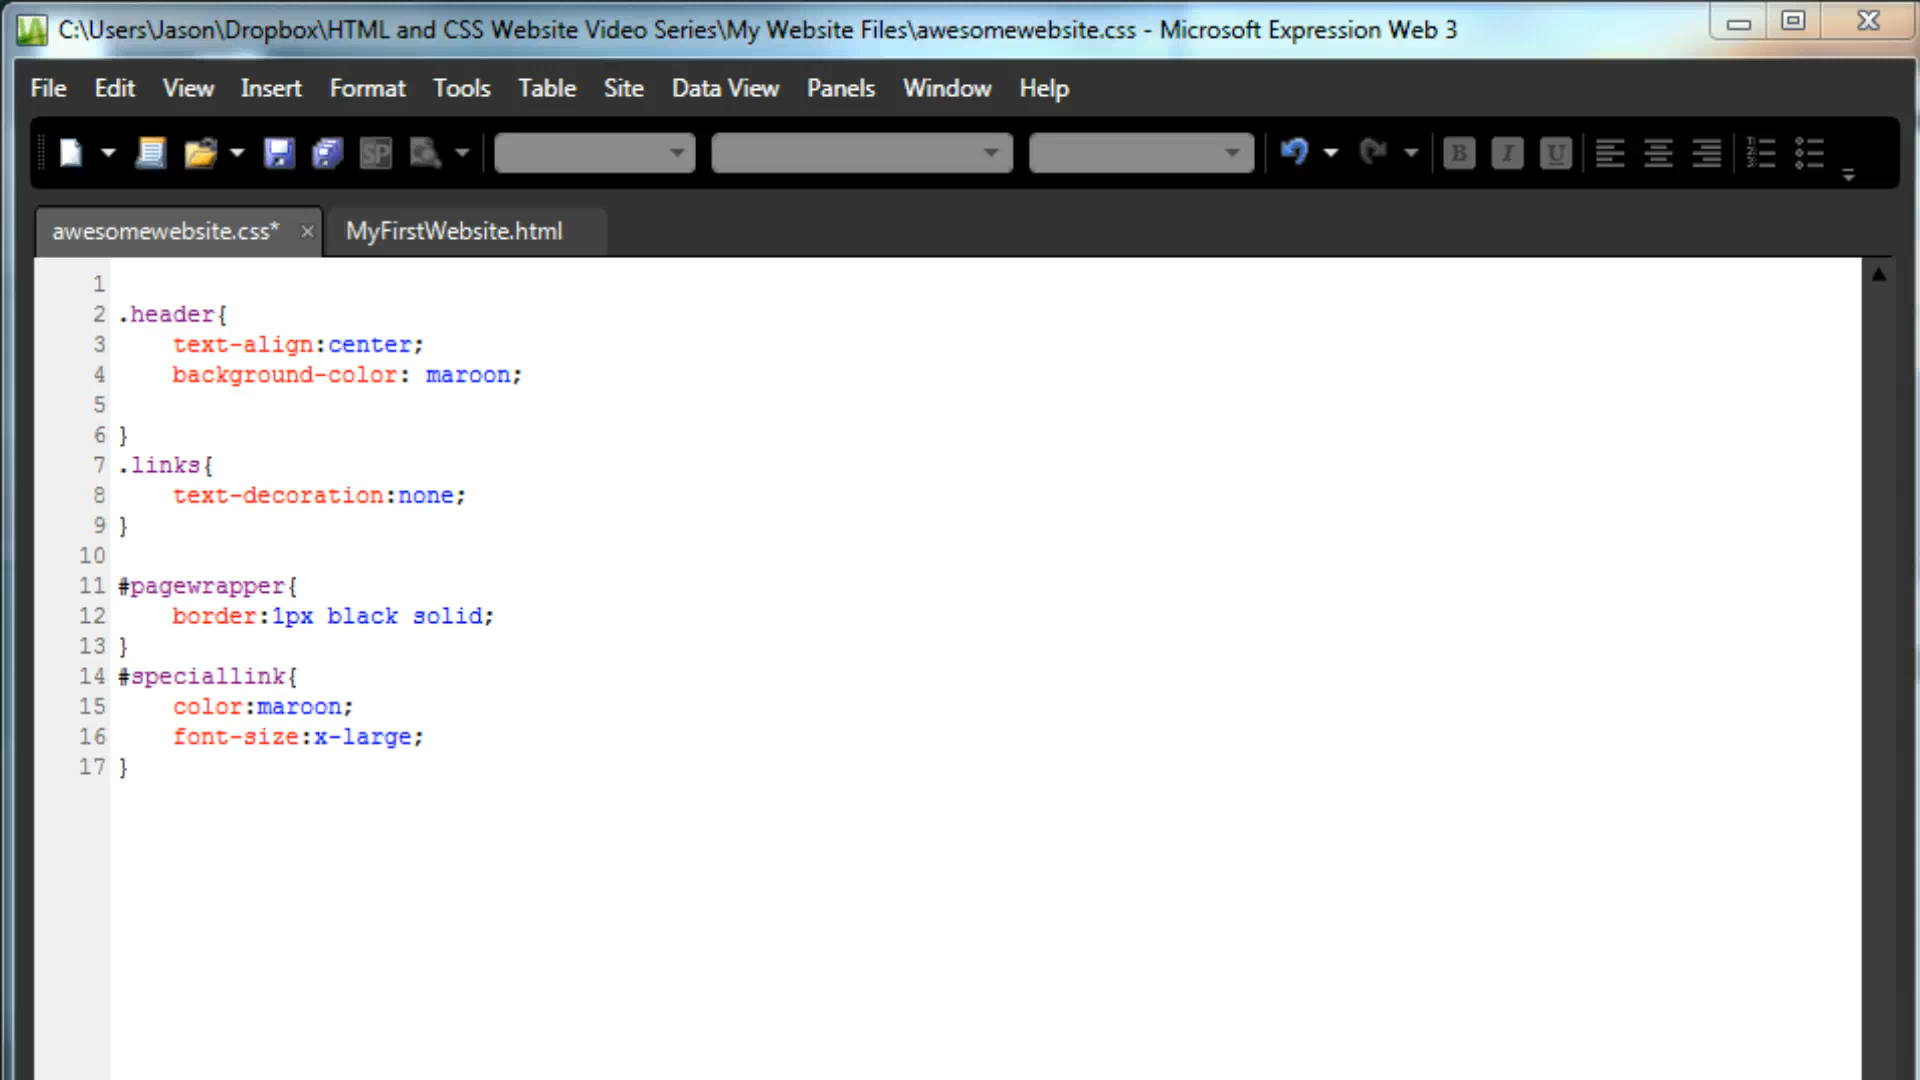 C:\Users\Jason\Dropbox\HTML and CSS Website Video Series\My Website Files\awesomewebsite.css - Microsoft Expression Web 3
File Edit View Insert Format Tools Table Site Data View Panels Window Help
SP B I U
awesomewebsite.css* × MyFirstWebsite.html
1
2 .header{
3 text-align:center;
4 background-color: maroon;
5
6 }
7 .links{
8 text-decoration:none;
9 }
10
11 #pagewrapper{
12 border:1px black solid;
13 }
14 #speciallink{
15 color:maroon;
16 font-size:x-large;
17 }